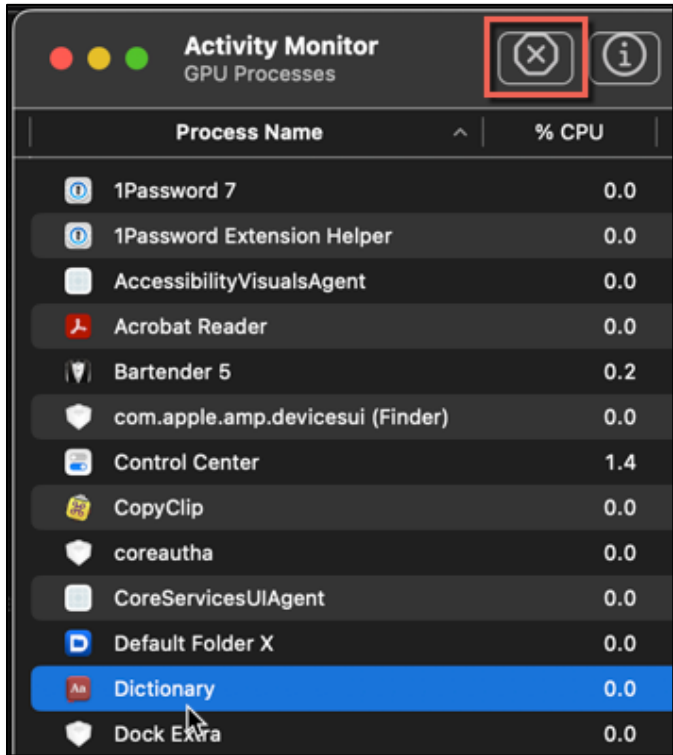 Activity Monitor
GPU Processes
Process Name % CPU
1Password 7 0.0
1Password Extension Helper 0.0
AccessibilityVisualsAgent 0.0
Acrobat Reader 0.0
Bartender 5 0.2
com.apple.amp.devicesui (Finder) 0.0
Control Center 1.4
CopyClip 0.0
coreautha 0.0
CoreServicesUIAgent 0.0
Default Folder X 0.0
Aa Dictionary 0.0
Dock Extra 0.0